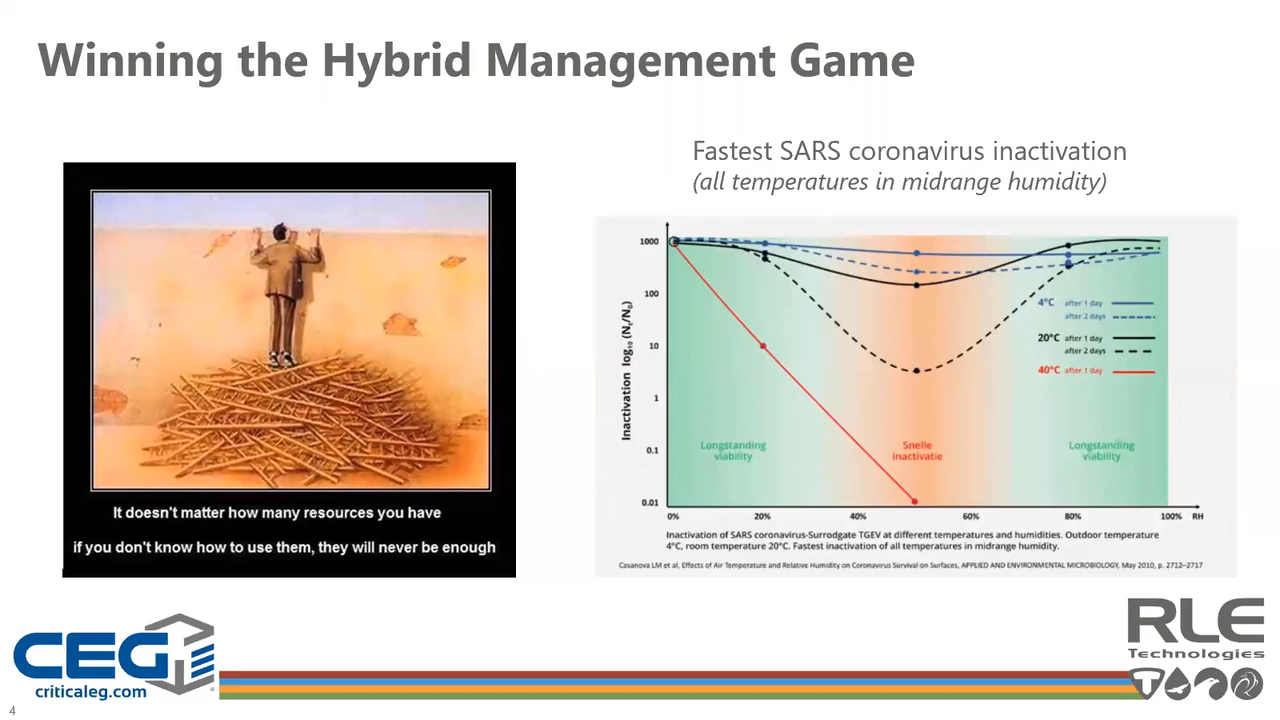 Winning the Hybrid Management Game
It doesn't matter how many resources you have
if you don't know how to use them, they will never be enough
Fastest SARS coronavirus inactivation
(all temperatures in midrange humidity)
Inactivation log₁₀ (Nₜ/N₀)
1000
100
10
1
0.1
0.01
4°C after 1 day
after 2 days
20°C after 1 day
after 2 days
40°C after 1 day
Longstanding
viability
Snelle
inactivatie
Longstanding
viability
0% 20% 40% 60% 80% 100% RH
Inactivation of SARS coronavirus-Surrodgate TGEV at different temperatures and humidities. Outdoor temperature
4°C, room temperature 20°C. Fastest inactivation of all temperatures in midrange humidity.
Casanova LM et al, Effects of Air Temperature and Relative Humidity on Coronavirus Survival on Surfaces, APPLIED AND ENVIRONMENTAL MICROBIOLOGY, May 2010, p. 2712–2717
CEG
criticaleg.com
RLE
Technologies
4